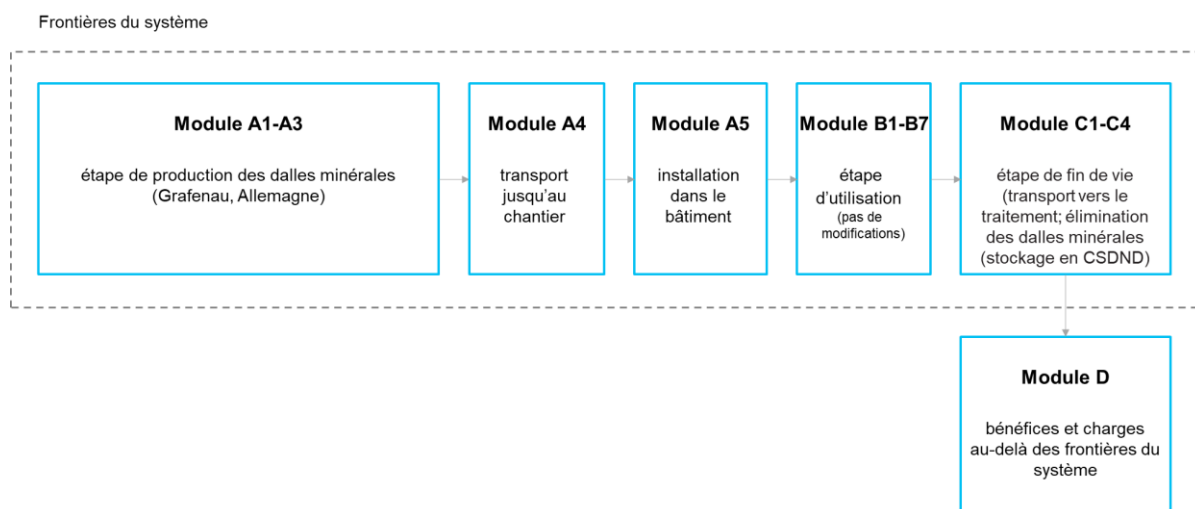 Frontières du système
Module A1-A3
étape de production des dalles minérales
(Grafenau, Allemagne)
Module A4
transport
jusqu'au
chantier
Module A5
installation
dans le
bâtiment
Module B1-B7
étape
d'utilisation
(pas de
modifications)
Module C1-C4
étape de fin de vie
(transport vers le
traitement; élimination
des dalles minérales
(stockage en CSDND)
Module D
bénéfices et charges
au-delà des frontières du
système